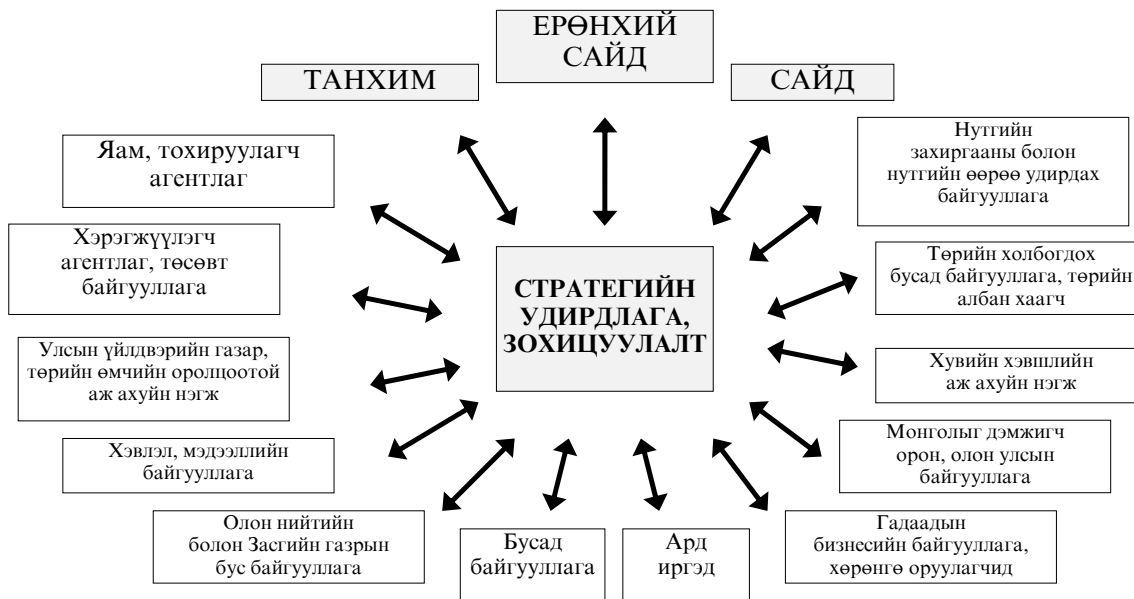 ЕРӨНХИЙ
САЙД
ТАНХИМ
САЙД
Яам, тохируулагч
агентлаг
Нутгийн
захиргааны болон
нутгийн өөрөө удирдах
байгууллага
Хэрэгжүүлэгч
агентлаг, төсөвт
байгууллага
СТРАТЕГИЙН
УДИРДЛАГА,
ЗОХИЦУУЛАЛТ
Төрийн холбогдох
бусад байгууллага, төрийн
албан хаагч
Улсын үйлдвэрийн газар,
төрийн өмчийн оролцоотой
аж ахуйн нэгж
Хувийн хэвшлийн
аж ахуйн нэгж
Хэвлэл, мэдээллийн
байгууллага
Монголыг дэмжигч
орон, олон улсын
байгууллага
Олон нийтийн
болон Засгийн газрын
бус байгууллага
Бусад
байгууллага
Ард
иргэд
Гадаадын
бизнесийн байгууллага,
хөрөнгө оруулагчид